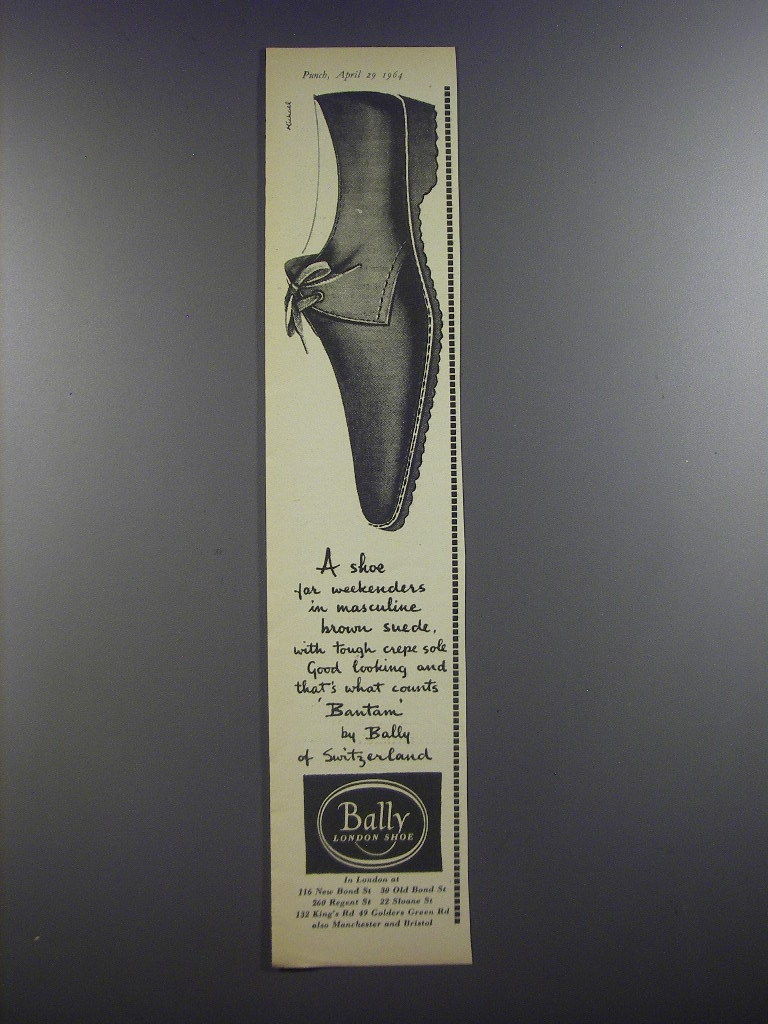 Punch, April 29 1964
Michael
A shoe
for weekenders
in masculine
brown suede,
with tough crepe sole
Good looking and
that's what counts
'Bantam'
by Bally
of Switzerland
Bally
LONDON SHOE
In London at
116 New Bond St 30 Old Bond St
260 Regent St 22 Sloane St
132 King's Rd 49 Golders Green Rd
also Manchester and Bristol